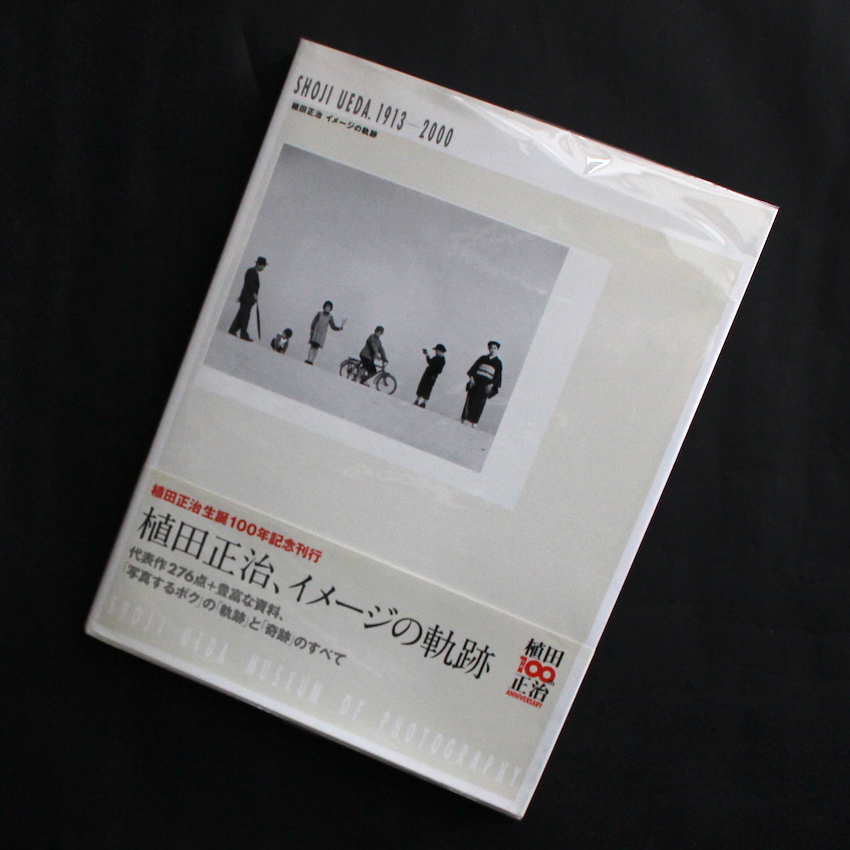 SHOJI UEDA. 1913—2000
植田正治 イメージの軌跡
植田正治生誕100年記念刊行
植田正治、イメージの軌跡
代表作276点+豊富な資料、
「写真するボク」の「軌跡」と「奇跡」のすべて
植田
100th
正治
ANNIVERSARY
SHOJI UEDA MUSEUM OF PHOTOGRAPHY